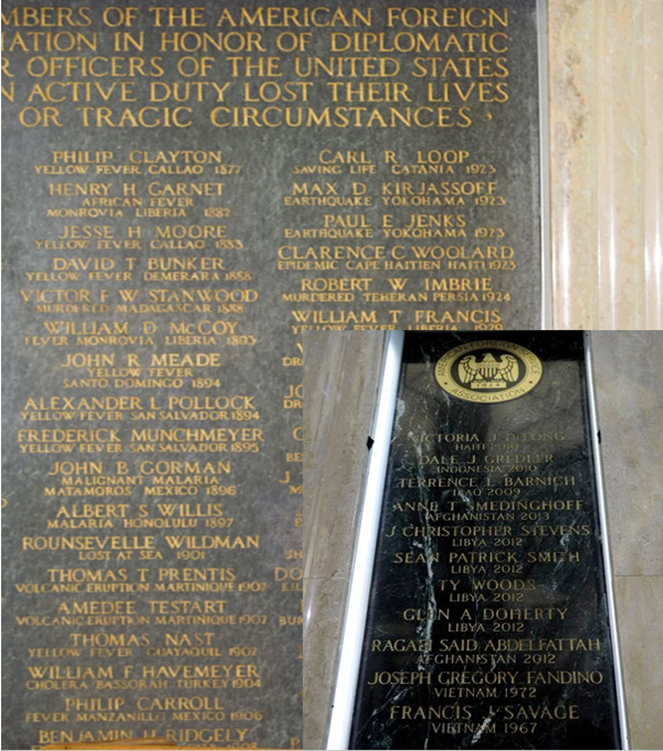 MBERS OF THE AMERICAN FOREIGN
IATION IN HONOR OF DIPLOMATIC
R OFFICERS OF THE UNITED STATES
N ACTIVE DUTY LOST THEIR LIVES
OR TRAGIC CIRCUMSTANCES
PHILIP CLAYTON
YELLOW FEVER CALLAO 1877
HENRY H GARNET
AFRICAN FEVER
MONROVIA LIBERIA 1882
JESSE H MOORE
YELLOW FEVER CALLAO 1883
DAVID T BUNKER
YELLOW FEVER DEMERARA 1888
VICTOR F W STANWOOD
MURDERED MADAGASCAR 1888
WILLIAM D McCOY
FEVER MONROVIA LIBERIA 1893
JOHN R MEADE
YELLOW FEVER
SANTO DOMINGO 1894
ALEXANDER L POLLOCK
YELLOW FEVER SAN SALVADOR 1894
FREDERICK MUNCHMEYER
YELLOW FEVER SAN SALVADOR 1895
JOHN B GORMAN
MALIGNANT MALARIA
MATAMOROS MEXICO 1896
ALBERT S WILLIS
MALARIA HONOLULU 1897
ROUNSEVELLE WILDMAN
LOST AT SEA 1901
THOMAS T PRENTIS
VOLCANIC ERUPTION MARTINIQUE 1902
AMEDEE TESTART
VOLCANIC ERUPTION MARTINIQUE 1902
THOMAS NAST
YELLOW FEVER GUAYAQUIL 1902
WILLIAM F HAVEMEYER
CHOLERA BASSORAH TURKEY 1904
PHILIP CARROLL
FEVER MANZANILLO MEXICO 1906
BENJAMIN H RIDGELY
CARL R LOOP
SAVING LIFE CATANIA 1923
MAX D KIRJASSOFF
EARTHQUAKE YOKOHAMA 1923
PAUL E JENKS
EARTHQUAKE YOKOHAMA 1923
CLARENCE C WOOLARD
EPIDEMIC CAPE HAITIEN HAITI 1923
ROBERT W IMBRIE
MURDERED TEHERAN PERSIA 1924
WILLIAM T FRANCIS
YELLOW FEVER LIBERIA 1929
AMERICAN FOREIGN SERVICE
1924
ASSOCIATION
VICTORIA J DELONG
HAITI 2010
DALE J GREDLER
INDONESIA 2010
TERRENCE L BARNICH
IRAQ 2009
ANNE T SMEDINGHOFF
AFGHANISTAN 2013
J CHRISTOPHER STEVENS
LIBYA 2012
SEAN PATRICK SMITH
LIBYA 2012
TY WOODS
LIBYA 2012
GLEN A DOHERTY
LIBYA 2012
RAGAEI SAID ABDELFATTAH
AFGHANISTAN 2012
JOSEPH GREGORY FANDINO
VIETNAM 1972
FRANCIS J SAVAGE
VIETNAM 1967